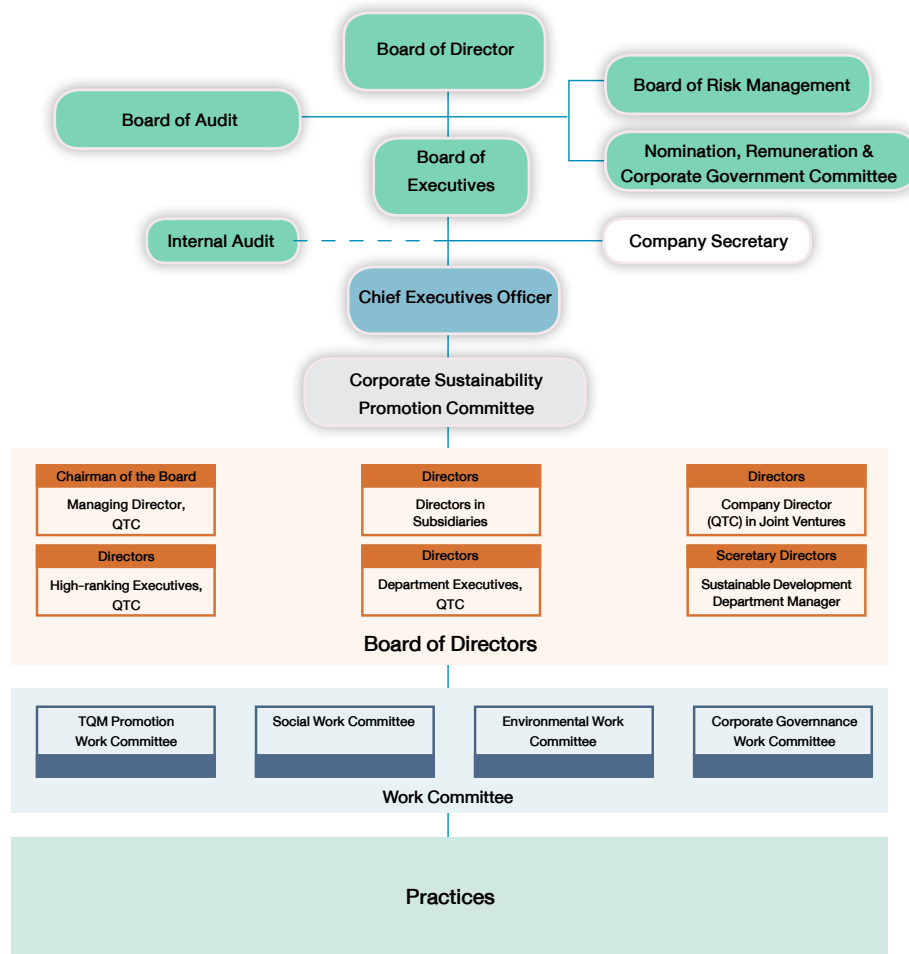 Board of Director
Board of Risk Management
Board of Audit
Nomination, Remuneration &
Corporate Government Committee
Board of
Executives
Internal Audit
Company Secretary
Chief Executives Officer
Corporate Sustainability
Promotion Committee
Chairman of the Board
Managing Director,
QTC
Directors
Directors in
Subsidiaries
Directors
Company Director
(QTC) in Joint Ventures
Directors
High-ranking Executives,
QTC
Directors
Department Executives,
QTC
Sceretary Directors
Sustainable Development
Department Manager
Board of Directors
TQM Promotion
Work Committee
Social Work Committee
Environmental Work
Committee
Corporate Governnance
Work Committee
Work Committee
Practices